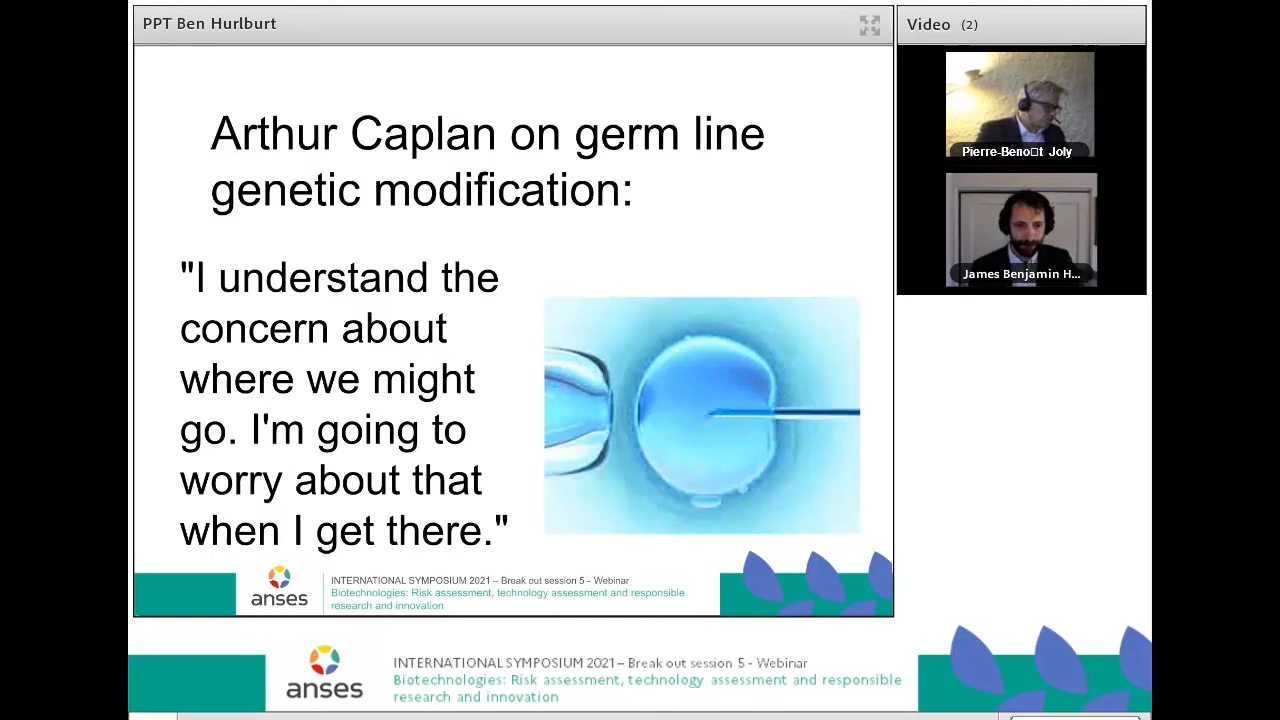 PPT Ben Hurlburt
Video (2)
Pierre-Beno□t Joly
James Benjamin H...
Arthur Caplan on germ line
genetic modification:
"I understand the
concern about
where we might
go. I'm going to
worry about that
when I get there."
anses
INTERNATIONAL SYMPOSIUM 2021 – Break out session 5 - Webinar
Biotechnologies: Risk assessment, technology assessment and responsible
research and innovation
anses
INTERNATIONAL SYMPOSIUM 2021 – Break out session 5 - Webinar
Biotechnologies: Risk assessment, technology assessment and responsible
research and innovation